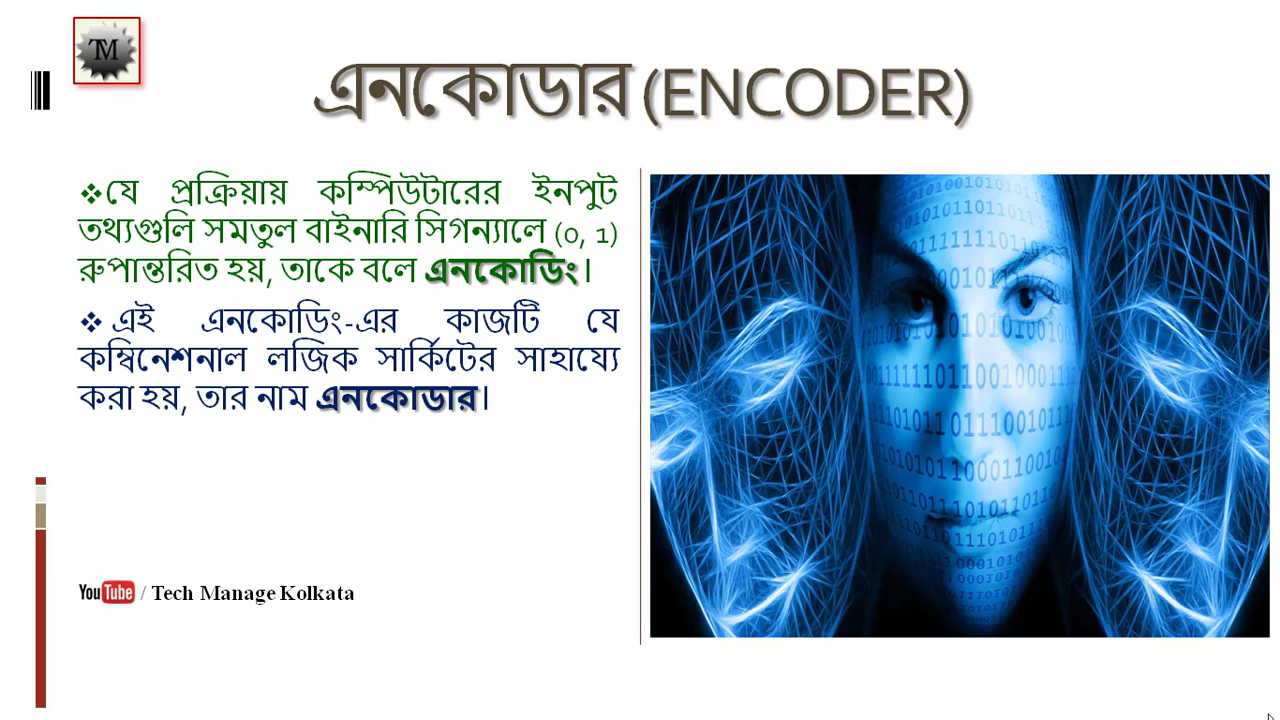 TM
এনকোডার (ENCODER)
❖যে প্রক্রিয়ায় কম্পিউটারের ইনপুট
তথ্যগুলি সমতুল বাইনারি সিগন্যালে (0, 1)
রুপান্তরিত হয়, তাকে বলে এনকোডিং।
❖ এই এনকোডিং-এর কাজটি যে
কম্বিনেশনাল লজিক সার্কিটের সাহায্যে
করা হয়, তার নাম এনকোডার।
YouTube / Tech Manage Kolkata